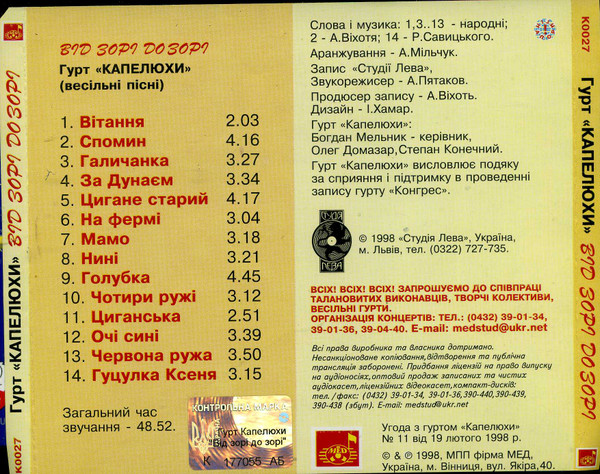 ВІД ЗОРІ ДО ЗОРІ
Гурт «КАПЕЛЮХИ»
(весільні пісні)
1. Вітання 2.03
2. Спомин 4.16
3. Галичанка 3.27
4. За Дунаєм 3.34
5. Цигане старий 4.17
6. На фермі 3.04
7. Мамо 3.18
8. Нині 3.21
9. Голубка 4.45
10. Чотири ружі 3.12
11. Циганська 2.51
12. Очі сині 3.39
13. Червона ружа 3.50
14. Гуцулка Ксеня 3.15
Загальний час
звучання - 48.52.
КОНТРОЛЬНА МАРКА
Гурт Капелюхи
"Від зорі до зорі"
К 177055 АБ
Слова і музика: 1,3..13 - народні;
2 - А.Віхотя; 14 - Р.Савицького.
Аранжування - А.Мільчук.
Запис «Студії Лева»,
Звукорежисер - А.Пятаков.
Продюсер запису - А.Віхоть.
Дизайн - І.Хамар.
Гурт «Капелюхи»:
Богдан Мельник - керівник,
Олег Домазар,Степан Конечний.
Гурт «Капелюхи» висловлює подяку
за сприяння і підтримку в проведенні
запису гурту «Конгрес».
СТУДІЯ
ЛЕВА
© 1998 «Студія Лева», Україна,
м. Львів, тел. (0322) 727-735.
ВСІХ! ВСІХ! ВСІХ! ЗАПРОШУЄМО ДО СПІВПРАЦІ
ТАЛАНОВИТИХ ВИКОНАВЦІВ, ТВОРЧІ КОЛЕКТИВИ,
ВЕСІЛЬНІ ГУРТИ.
ОРГАНІЗАЦІЯ КОНЦЕРТІВ: ТЕЛ.: (0432) 39-01-34,
39-01-36, 39-04-40. E-mail: medstud@ukr.net
Всі права виробника та власника дотримано.
Несанкціоноване копіювання,відтворення та публічна
трансляція заборонені. Придбання ліцензій на право випуску
на аудіоносіях,оптовий продаж записаних та чистих
аудіокасет,ліцензійних відеокасет,компакт-дисків:
тел./факс: (0432) 39-01-34, 39-01-36,390-440,390-439,
390-438 (збут). E-mail: medstud@ukr.net
МЕД
Угода з гуртом «Капелюхи»
№ 11 від 19 лютого 1998 р.
© ℗ 1998, МПП фірма МЕД,
Україна, м. Вінниця, вул. Якіра,40.
К0027 Гурт «КАПЕЛЮХИ» ВІД ЗОРІ ДО ЗОРІ
К0027 Гурт «КАПЕЛЮХИ» ВІД ЗОРІ ДО ЗОРІ